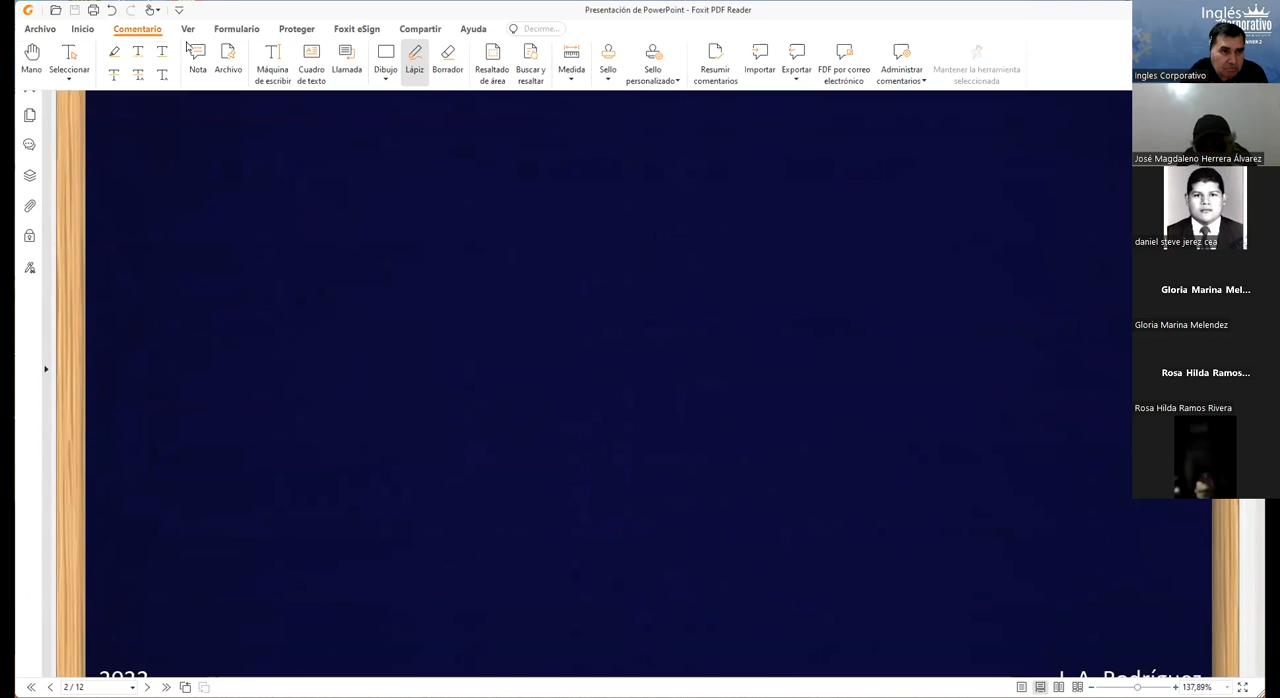 Presentación de PowerPoint - Foxit PDF Reader
Archivo Inicio Comentario Ver Formulario Proteger Foxit eSign Compartir Ayuda Decirme...
Mano Seleccionar Nota Archivo Máquina de escribir Cuadro de texto Llamada Dibujo Lápiz Borrador Resaltado de área Buscar y resaltar Medida Sello Sello personalizado Resumir comentarios Importar Exportar FDF por correo electrónico Administrar comentarios Mantener la herramienta seleccionada
Inglés
Corporativo
Ingles Corporativo
José Magdaleno Herrera Álvarez
daniel steve jerez cea
Gloria Marina Mel...
Gloria Marina Melendez
Rosa Hilda Ramos...
Rosa Hilda Ramos Rivera
2022 J. A. Rodríguez
2 / 12 137,89%